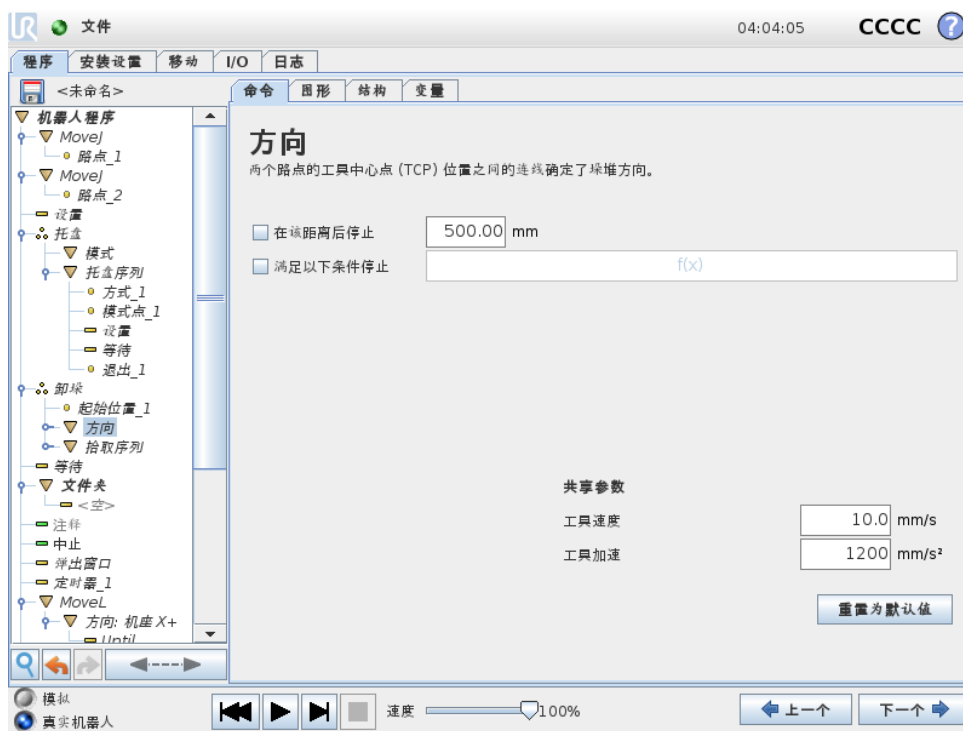 UR 文件 04:04:05 CCCC ?
程序 安装设置 移动 I/O 日志
<未命名>
命令 图形 结构 变量
机器人程序
MoveJ
路点_1
MoveJ
路点_2
设置
托盘
模式
托盘序列
方式_1
模式点_1
设置
等待
退出_1
卸垛
起始位置_1
方向
拾取序列
等待
文件夹
<空>
注释
中止
弹出窗口
定时器_1
MoveL
方向: 机座 X+
Until
方向
两个路点的工具中心点 (TCP) 位置之间的连线确定了垛堆方向。
在该距离后停止 500.00 mm
满足以下条件停止 f(x)
共享参数
工具速度 10.0 mm/s
工具加速 1200 mm/s²
重置为默认值
模拟
真实机器人
速度 100%
上一个 下一个